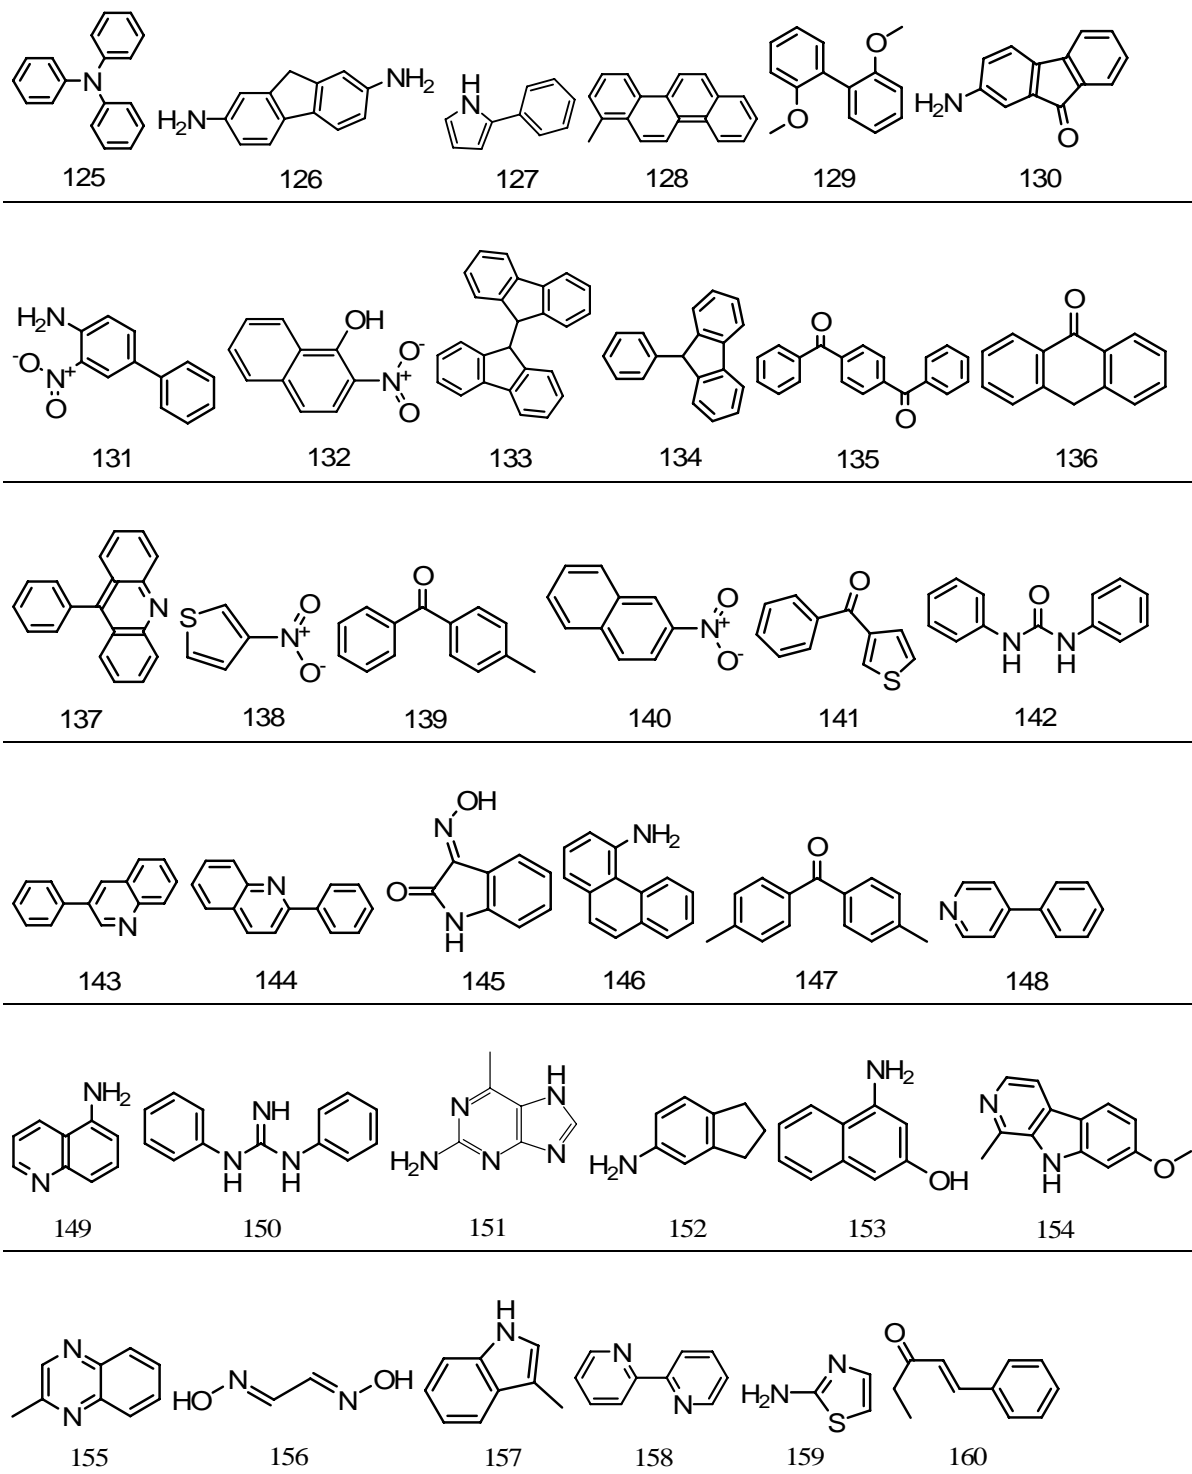 N NH2 H2N H N O O H2N O
125 126 127 128 129 130
H2N -O N+ O OH N+ O- O O O O
131 132 133 134 135 136
N S N+ O O- O N+ O O- O S O N H N H
137 138 139 140 141 142
N N OH N O N H NH2 O N
143 144 145 146 147 148
NH2 N NH N H N H N N H2N H N N H2N NH2 OH N N H O
149 150 151 152 153 154
N N HO N N OH H N N N H2N N S O
155 156 157 158 159 160